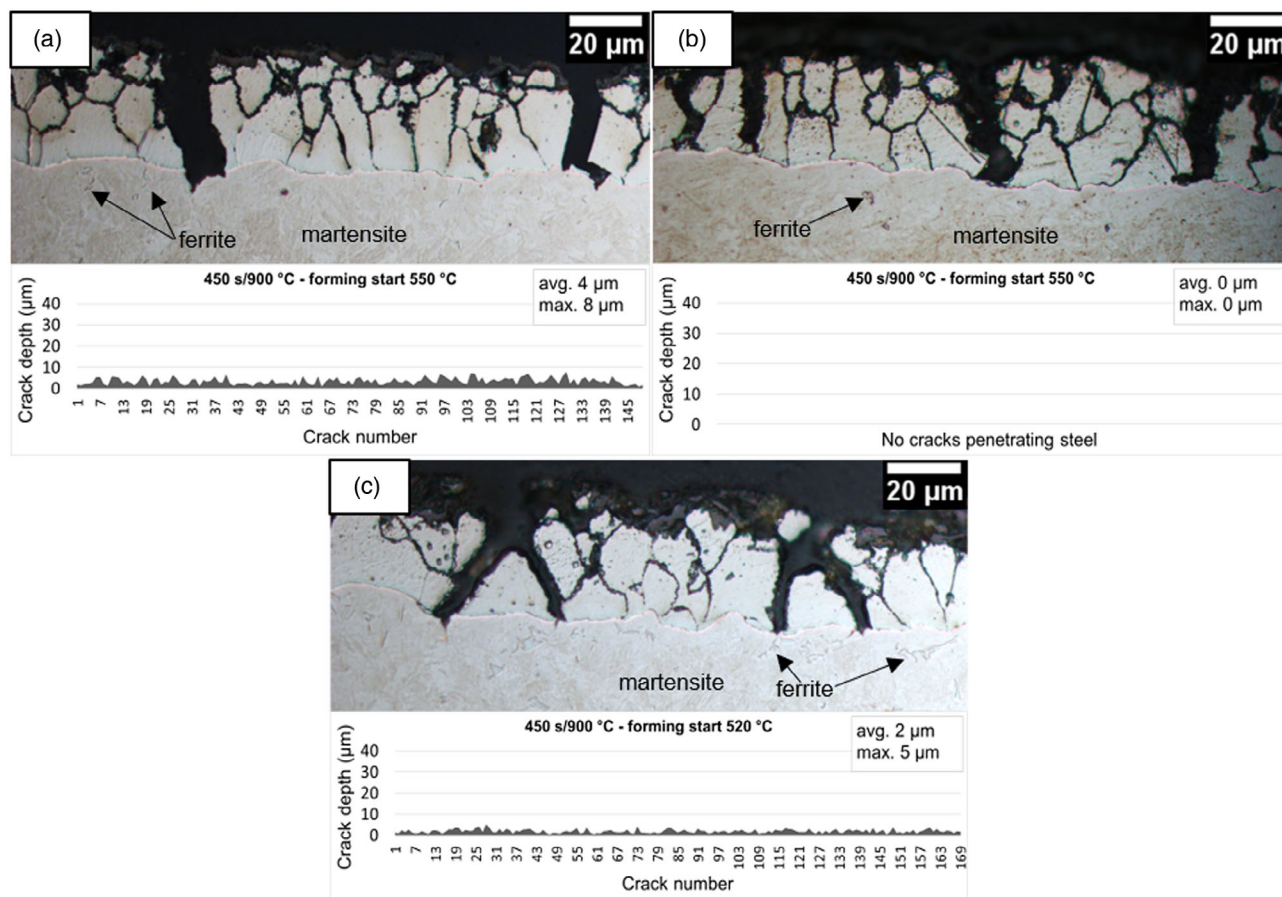 (a)
20 µm
ferrite
martensite
450 s/900 °C - forming start 550 °C
avg. 4 µm
max. 8 µm
Crack depth (µm)
40
30
20
10
0
1 7 13 19 25 31 37 43 49 55 61 67 73 79 85 91 97 103 109 115 121 127 133 139 145
Crack number
(b)
20 µm
ferrite
martensite
450 s/900 °C - forming start 550 °C
avg. 0 µm
max. 0 µm
Crack depth (µm)
40
30
20
10
0
No cracks penetrating steel
(c)
20 µm
martensite
ferrite
450 s/900 °C - forming start 520 °C
avg. 2 µm
max. 5 µm
Crack depth (µm)
40
30
20
10
0
1 7 13 19 25 31 37 43 49 55 61 67 73 79 85 91 97 103 109 115 121 127 133 139 145 151 157 163 169
Crack number